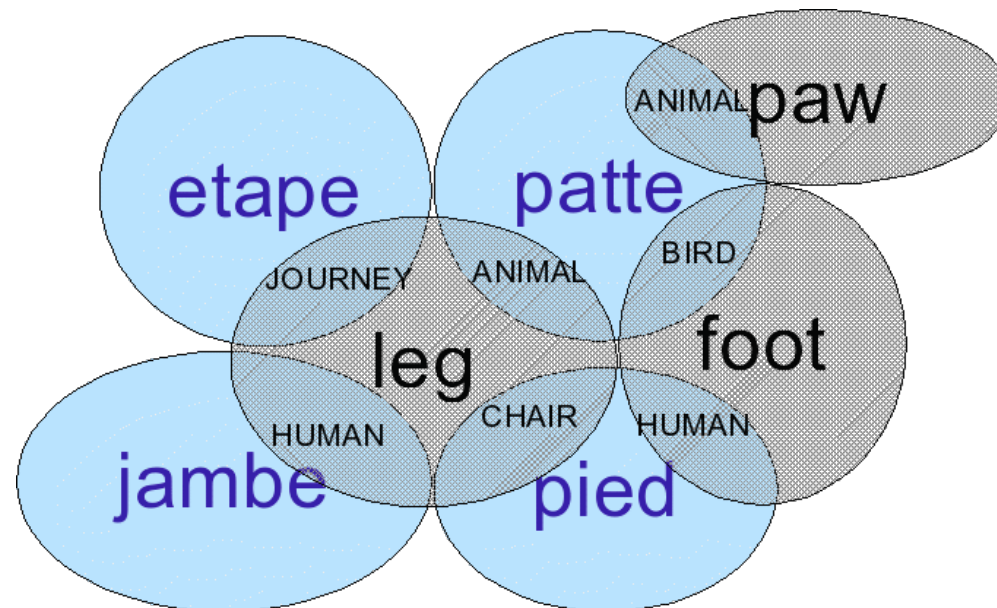 ANIMAL paw
etape patte
BIRD
JOURNEY ANIMAL
foot
leg
HUMAN CHAIR HUMAN
jambe pied